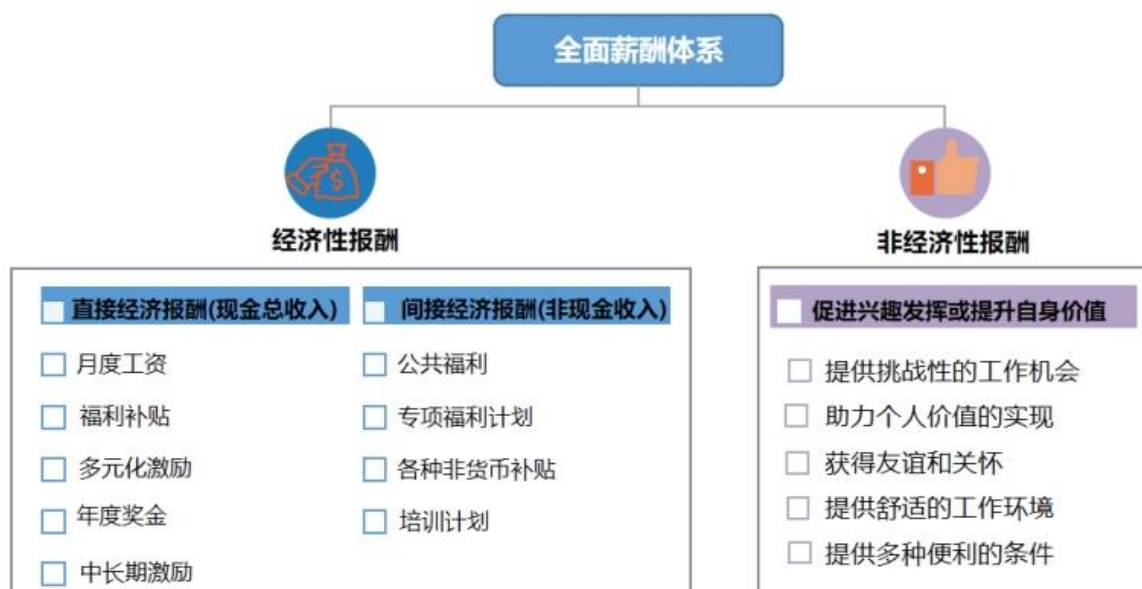 全面薪酬体系
经济性报酬
非经济性报酬
直接经济报酬(现金总收入)
月度工资
福利补贴
多元化激励
年度奖金
中长期激励
间接经济报酬(非现金收入)
公共福利
专项福利计划
各种非货币补贴
培训计划
促进兴趣发挥或提升自身价值
提供挑战性的工作机会
助力个人价值的实现
获得友谊和关怀
提供舒适的工作环境
提供多种便利的条件